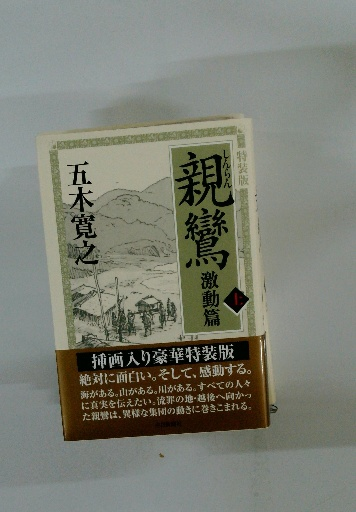 特装版
しんらん
親鸞
激動篇
上
五木寛之
挿画入り豪華特装版
絶対に面白い。そして、感動する。
海がある。山がある。川がある。すべての人々
に真実を伝えたい。流罪の地・越後へ向かっ
た親鸞は、異様な集団の動きに巻きこまれる。